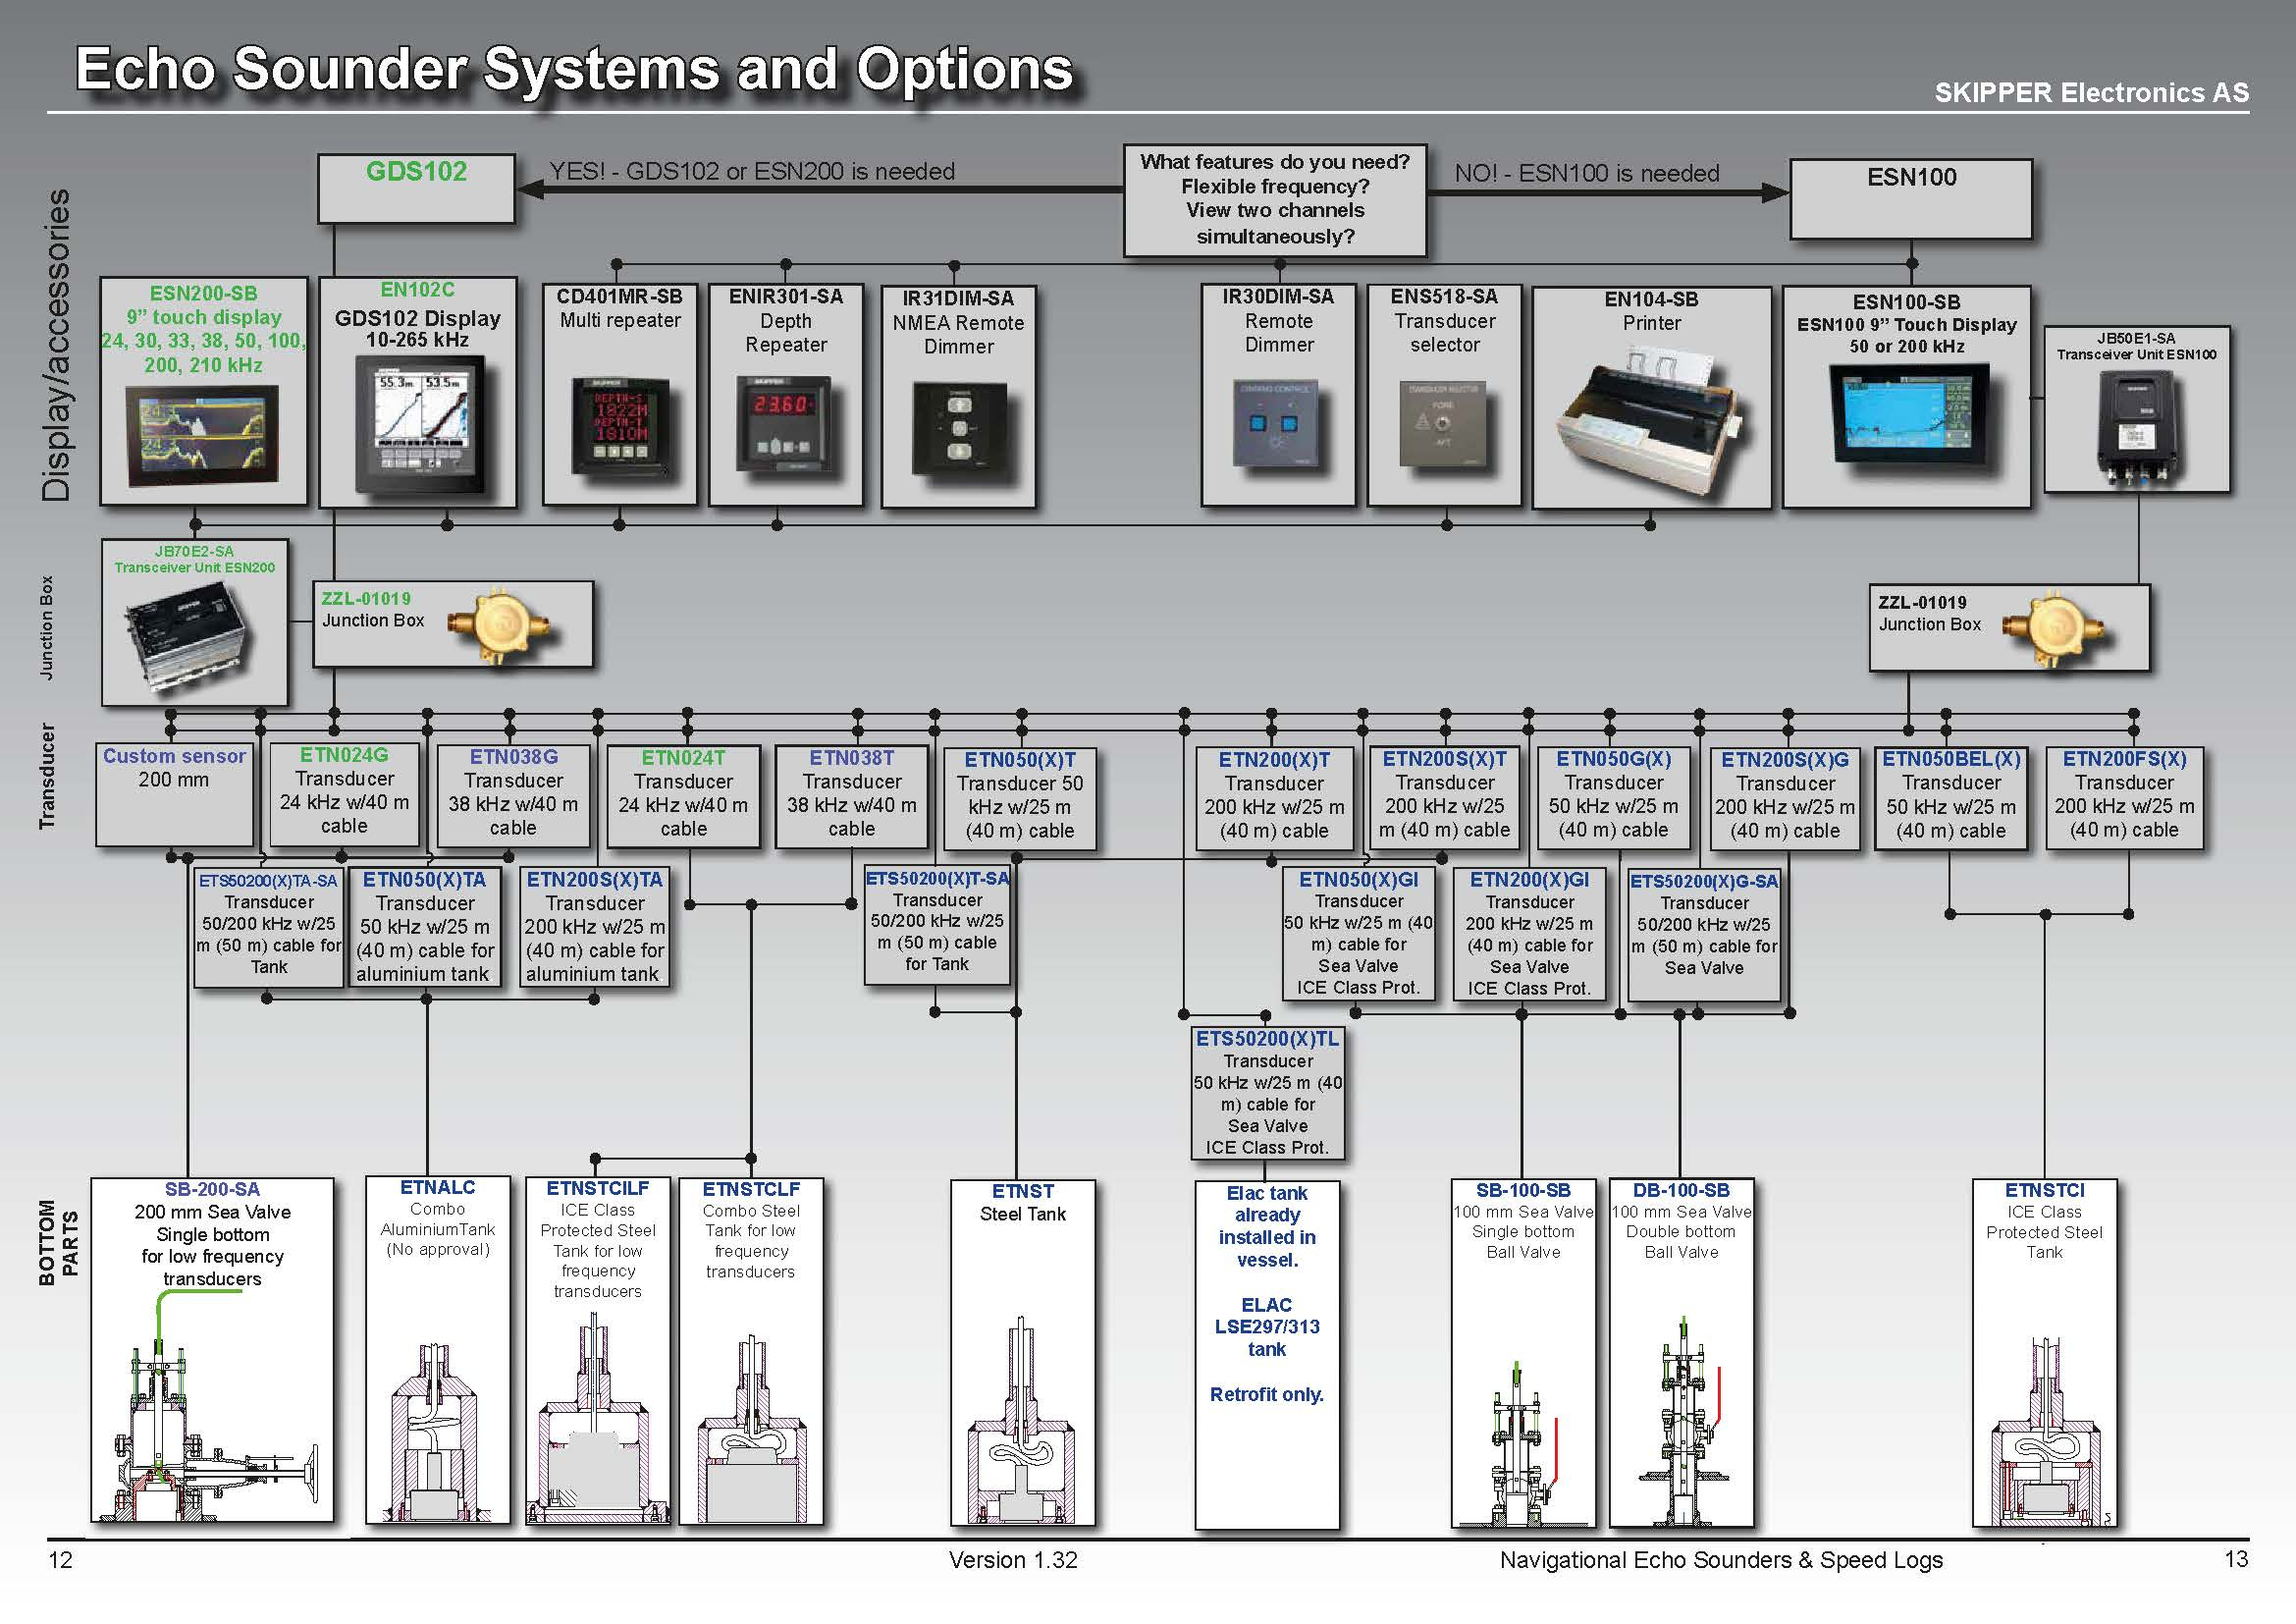 Echo Sounder Systems and Options
SKIPPER Electronics AS
Display/accessories
GDS102
YES! - GDS102 or ESN200 is needed
What features do you need?
Flexible frequency?
View two channels
simultaneously?
NO! - ESN100 is needed
ESN100
ESN200-SB
9” touch display
24, 30, 33, 38, 50, 100,
200, 210 kHz
EN102C
GDS102 Display
10-265 kHz
55.3m 53.5m
CD401MR-SB
Multi repeater
SKIPPER
DEPTH-S
1822M
DEPTH-T
1810M
ENIR301-SA
Depth
Repeater
23.60
IR31DIM-SA
NMEA Remote
Dimmer
IR30DIM-SA
Remote
Dimmer
ENS518-SA
Transducer
selector
TRANSDUCER SELECTOR
FORE
AFT
EN104-SB
Printer
ESN100-SB
ESN100 9” Touch Display
50 or 200 kHz
JB50E1-SA
Transceiver Unit ESN100
Junction Box
JB70E2-SA
Transceiver Unit ESN200
ZZL-01019
Junction Box
ZZL-01019
Junction Box
Transducer
Custom sensor
200 mm
ETN024G
Transducer
24 kHz w/40 m
cable
ETN038G
Transducer
38 kHz w/40 m
cable
ETN024T
Transducer
24 kHz w/40 m
cable
ETN038T
Transducer
38 kHz w/40 m
cable
ETN050(X)T
Transducer 50
kHz w/25 m
(40 m) cable
ETN200(X)T
Transducer
200 kHz w/25 m
(40 m) cable
ETN200S(X)T
Transducer
200 kHz w/25
m (40 m) cable
ETN050G(X)
Transducer
50 kHz w/25 m
(40 m) cable
ETN200S(X)G
Transducer
200 kHz w/25 m
(40 m) cable
ETN050BEL(X)
Transducer
50 kHz w/25 m
(40 m) cable
ETN200FS(X)
Transducer
200 kHz w/25 m
(40 m) cable
ETS50200(X)TA-SA
Transducer
50/200 kHz w/25
m (50 m) cable for
Tank
ETN050(X)TA
Transducer
50 kHz w/25 m
(40 m) cable for
aluminium tank
ETN200S(X)TA
Transducer
200 kHz w/25 m
(40 m) cable for
aluminium tank
ETS50200(X)T-SA
Transducer
50/200 kHz w/25
m (50 m) cable
for Tank
ETN050(X)GI
Transducer
50 kHz w/25 m (40
m) cable for
Sea Valve
ICE Class Prot.
ETN200(X)GI
Transducer
200 kHz w/25 m
(40 m) cable for
Sea Valve
ICE Class Prot.
ETS50200(X)G-SA
Transducer
50/200 kHz w/25
m (50 m) cable for
Sea Valve
ETS50200(X)TL
Transducer
50 kHz w/25 m (40
m) cable for
Sea Valve
ICE Class Prot.
BOTTOM
PARTS
SB-200-SA
200 mm Sea Valve
Single bottom
for low frequency
transducers
ETNALC
Combo
AluminiumTank
(No approval)
ETNSTCILF
ICE Class
Protected Steel
Tank for low
frequency
transducers
ETNSTCLF
Combo Steel
Tank for low
frequency
transducers
ETNST
Steel Tank
Elac tank
already
installed in
vessel.
ELAC
LSE297/313
tank
Retrofit only.
SB-100-SB
100 mm Sea Valve
Single bottom
Ball Valve
DB-100-SB
100 mm Sea Valve
Double bottom
Ball Valve
ETNSTCI
ICE Class
Protected Steel
Tank
12
Version 1.32
Navigational Echo Sounders & Speed Logs
13